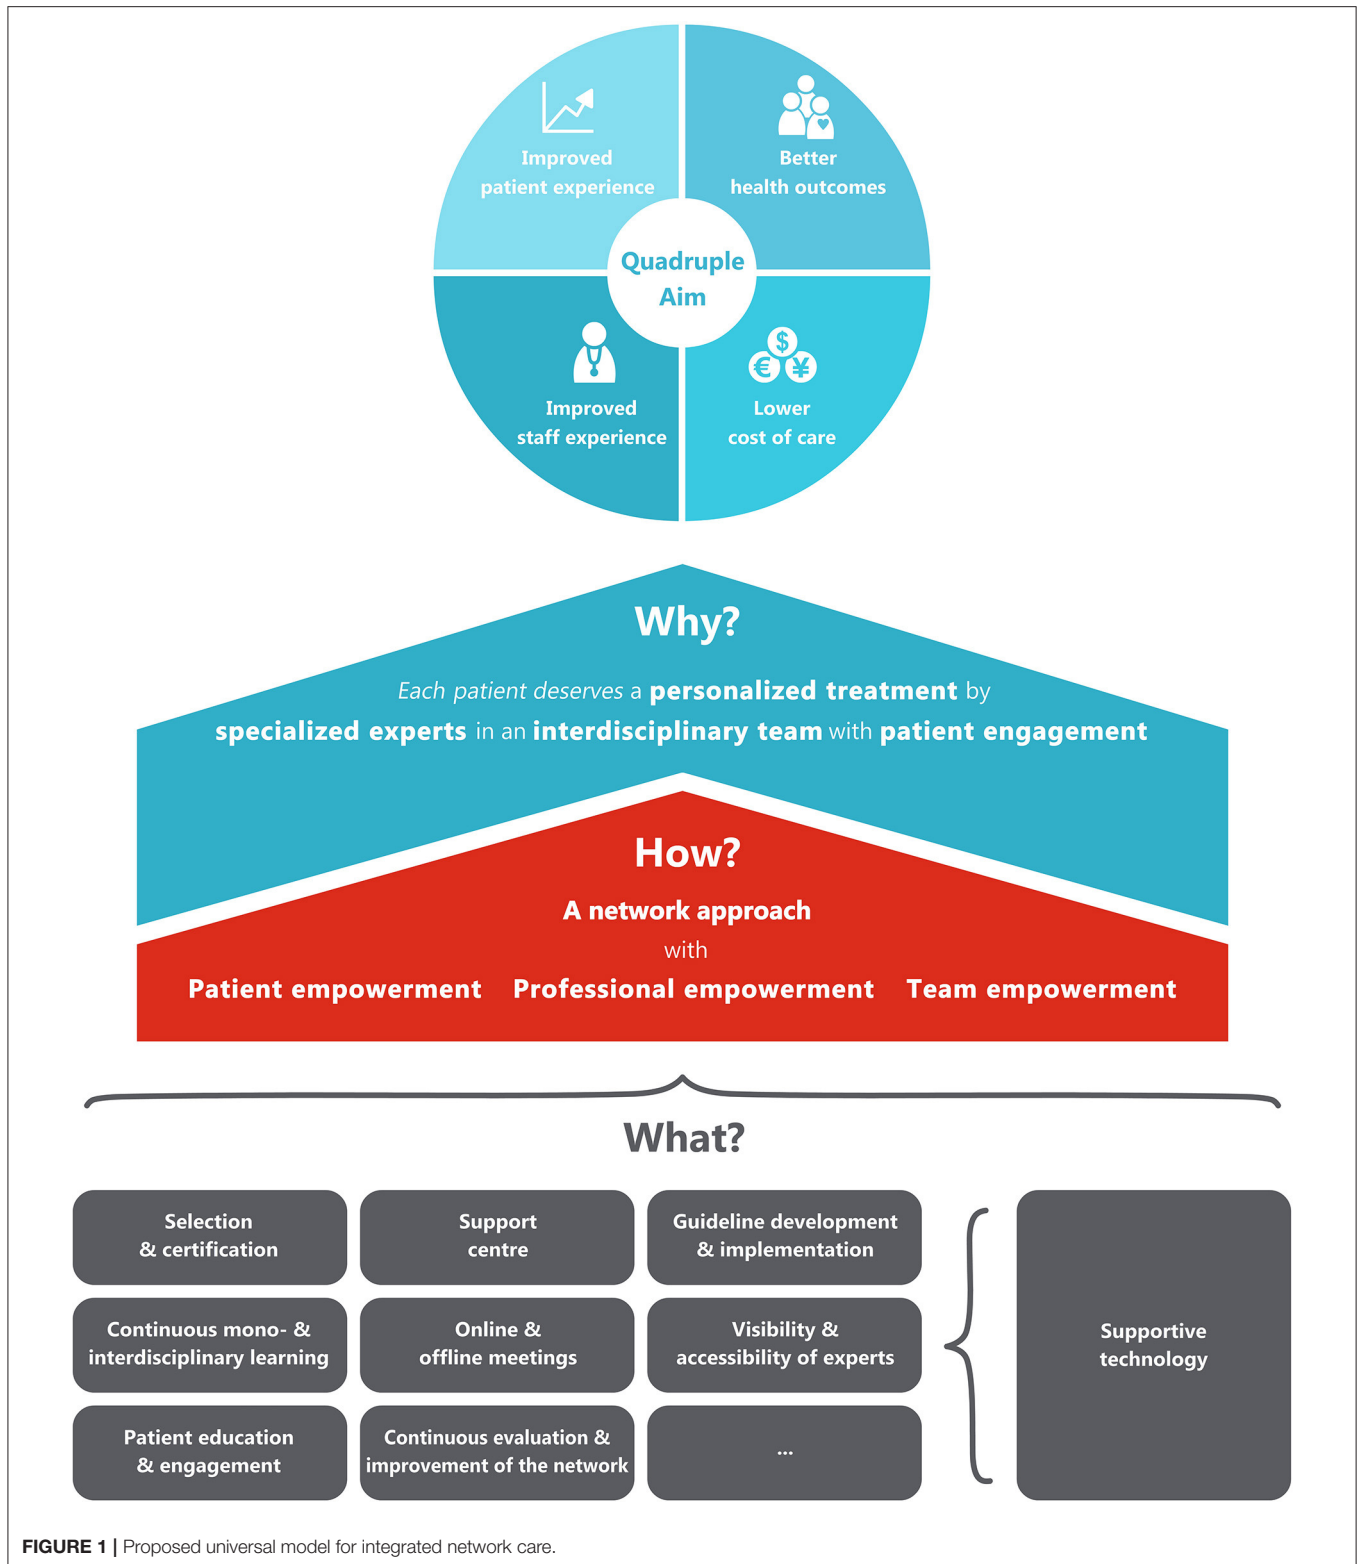 Improved
patient experience
Better
health outcomes
Quadruple
Aim
$
€ ¥
Improved
staff experience
Lower
cost of care
Why?
Each patient deserves a personalized treatment by
specialized experts in an interdisciplinary team with patient engagement
How?
A network approach
with
Patient empowerment Professional empowerment Team empowerment
What?
Selection
& certification
Support
centre
Guideline development
& implementation
Continuous mono- &
interdisciplinary learning
Online &
offline meetings
Visibility &
accessibility of experts
Patient education
& engagement
Continuous evaluation &
improvement of the network
...
Supportive
technology
FIGURE 1 | Proposed universal model for integrated network care.